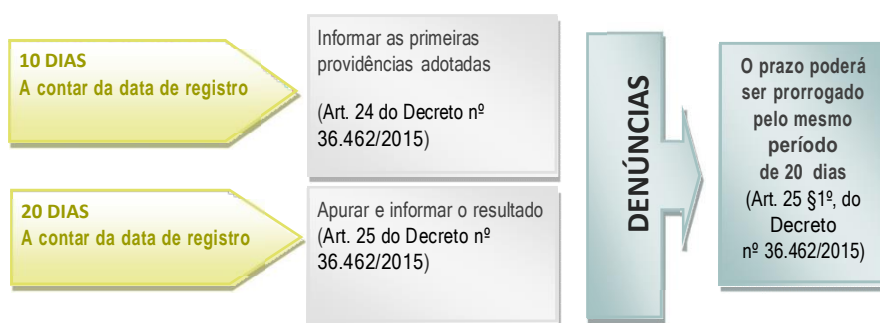 10 DIAS
A contar da data de registro
Informar as primeiras
providências adotadas
(Art. 24 do Decreto nº
36.462/2015)
20 DIAS
A contar da data de registro
Apurar e informar o resultado
(Art. 25 do Decreto nº
36.462/2015)
DENÚNCIAS
O prazo poderá
ser prorrogado
pelo mesmo
período
de 20 dias
(Art. 25 §1º, do
Decreto
nº 36.462/2015)